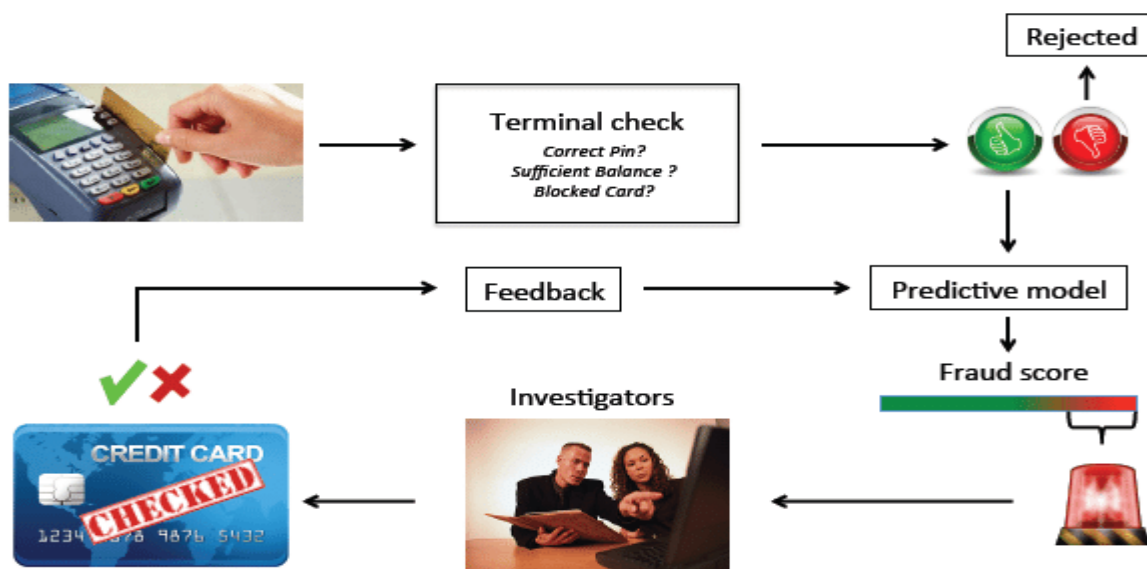 Rejected
Terminal check
Correct Pin?
Sufficient Balance ?
Blocked Card?
Feedback
Predictive model
Fraud score
Investigators
CREDIT CARD
CHECKED
1234 5678 9876 5432